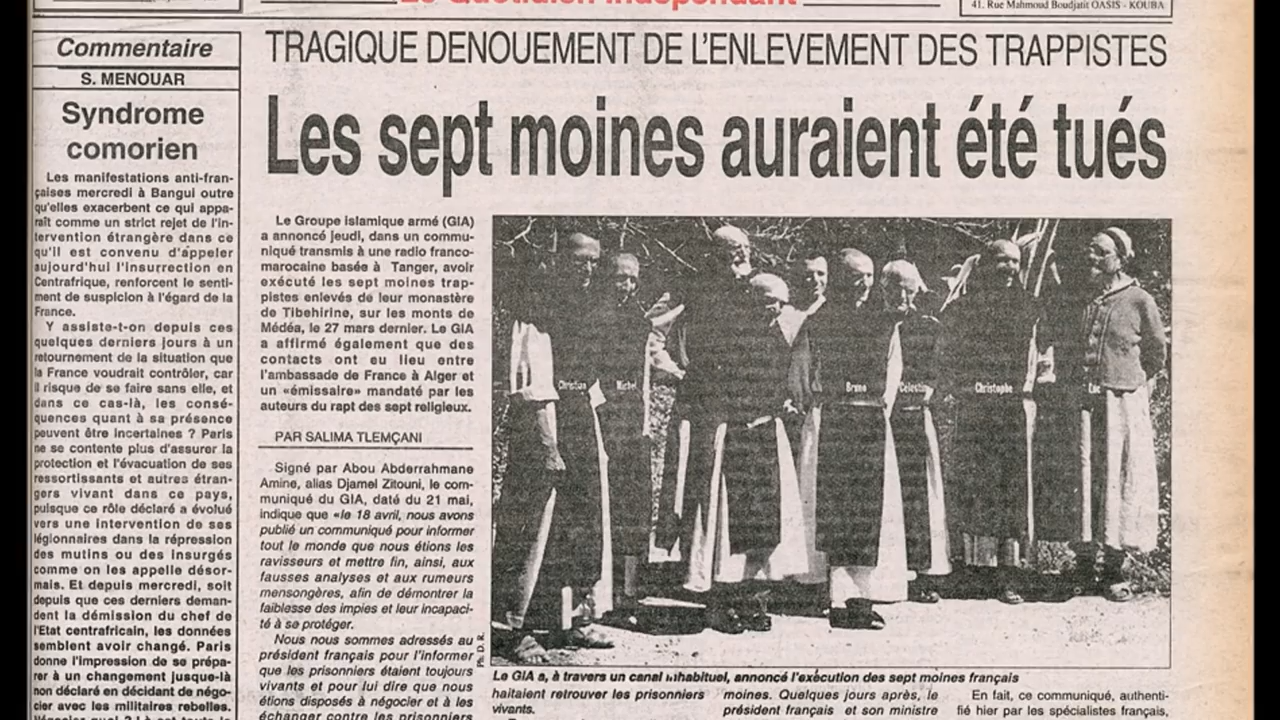 Le Quotidien Indépendant
41. Rue Mahmoud Boudjatit OASIS - KOUBA
Commentaire
S. MENOUAR
Syndrome
comorien
Les manifestations anti-fran-
çaises mercredi à Bangui outre
qu'elles exacerbent ce qui appa-
raît comme un strict rejet de l'in-
tervention étrangère dans ce
qu'il est convenu d'appeler
aujourd'hui l'insurrection en
Centrafrique, renforcent le senti-
ment de suspicion à l'égard de la
France.
Y assiste-t-on depuis ces
quelques derniers jours à un
retournement de la situation que
la France voudrait contrôler, car
il risque de se faire sans elle, et
dans ce cas-là, les consé-
quences quant à sa présence
peuvent être incertaines ? Paris
ne se contente plus d'assurer la
protection et l'évacuation de ses
ressortissants et autres étran-
gers vivant dans ce pays,
puisque ce rôle déclaré a évolué
vers une intervention de ses
légionnaires dans la répression
des mutins ou des insurgés
comme on les appelle désor-
mais. Et depuis mercredi, soit
depuis que ces derniers deman-
dent la démission du chef de
l'Etat centrafricain, les données
semblent avoir changé. Paris
donne l'impression de se prépa-
rer à un changement jusque-là
non déclaré en décidant de négo-
cier avec les militaires rebelles.
TRAGIQUE DENOUEMENT DE L'ENLEVEMENT DES TRAPPISTES
Les sept moines auraient été tués
Le Groupe islamique armé (GIA)
a annoncé jeudi, dans un commu-
niqué transmis à une radio franco-
marocaine basée à Tanger, avoir
exécuté les sept moines trap-
pistes enlevés de leur monastère
de Tibehirine, sur les monts de
Médéa, le 27 mars dernier. Le GIA
a affirmé également que des
contacts ont eu lieu entre
l'ambassade de France à Alger et
un «émissaire» mandaté par les
auteurs du rapt des sept religieux.
PAR SALIMA TLEMÇANI
Signé par Abou Abderrahmane
Amine, alias Djamel Zitouni, le com-
muniqué du GIA, daté du 21 mai,
indique que «le 18 avril, nous avons
publié un communiqué pour informer
tout le monde que nous étions les
ravisseurs et mettre fin, ainsi, aux
fausses analyses et aux rumeurs
mensongères, afin de démontrer la
faiblesse des impies et leur incapaci-
té à se protéger.
Nous nous sommes adressés au
président français pour l'informer
que les prisonniers étaient toujours
vivants et pour lui dire que nous
étions disposés à négocier et à les
échanger contre les prisonniers
Christian Michel Bruno Célestin Christophe Luc
Ph. D. R.
Le GIA a, à travers un canal inhabituel, annoncé l'exécution des sept moines français
haitaient retrouver les prisonniers
vivants.
moines. Quelques jours après, le
président français et son ministre
En fait, ce communiqué, authenti-
fié hier par les spécialistes français,